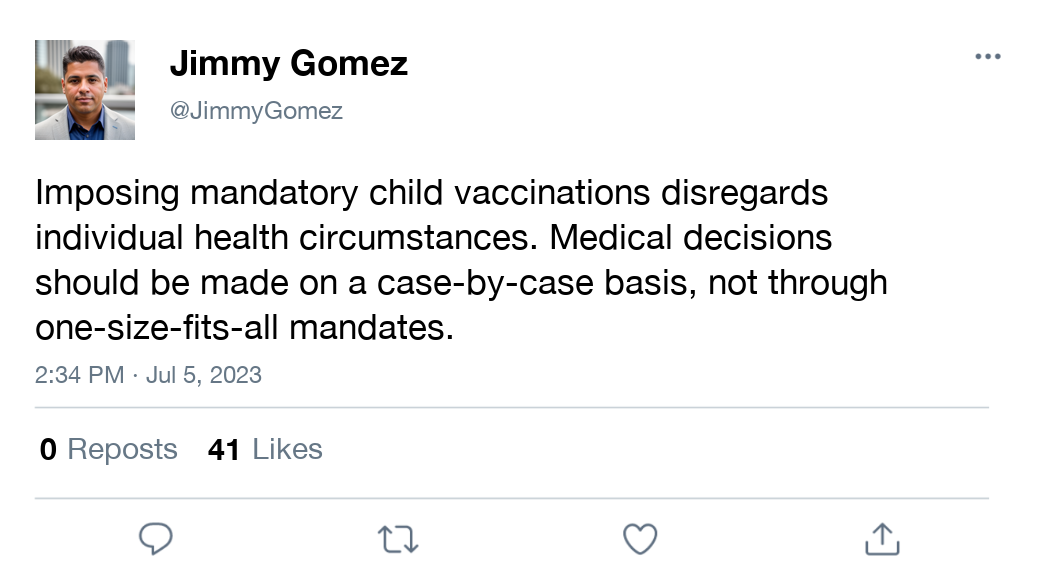 Jimmy Gomez
@JimmyGomez
Imposing mandatory child vaccinations disregards
individual health circumstances. Medical decisions
should be made on a case-by-case basis, not through
one-size-fits-all mandates.
2:34 PM · Jul 5, 2023
0 Reposts 41 Likes